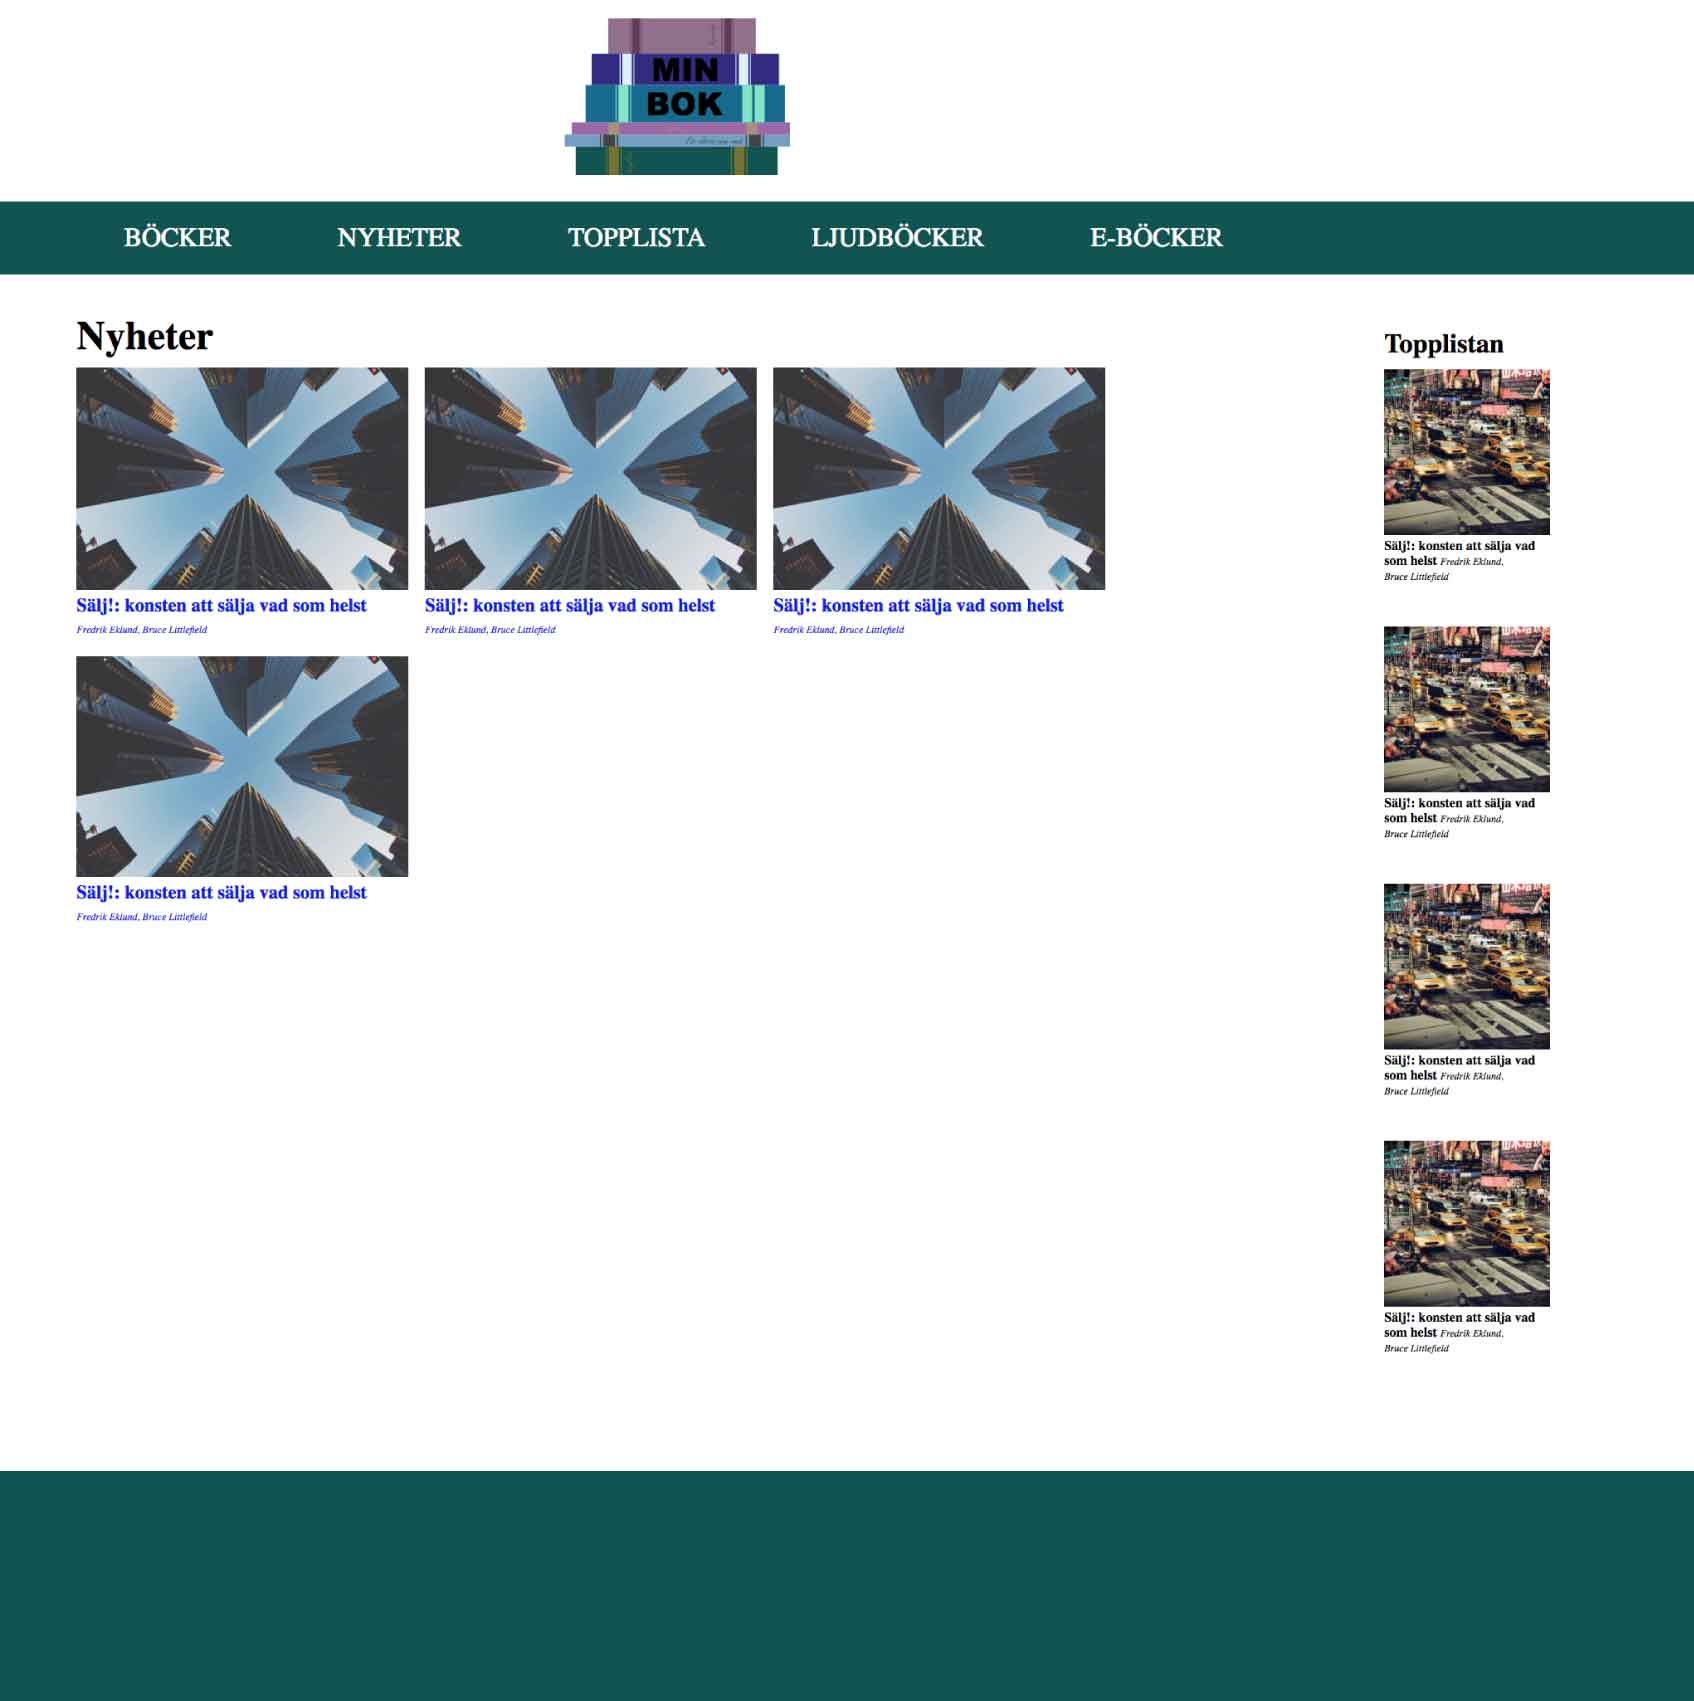 MIN
BOK
BÖCKER NYHETER TOPPLISTA LJUDBÖCKER E-BÖCKER
Nyheter
Sälj!: konsten att sälja vad som helst
Fredrik Eklund, Bruce Littlefield
Sälj!: konsten att sälja vad som helst
Fredrik Eklund, Bruce Littlefield
Sälj!: konsten att sälja vad som helst
Fredrik Eklund, Bruce Littlefield
Sälj!: konsten att sälja vad som helst
Fredrik Eklund, Bruce Littlefield
Topplistan
Sälj!: konsten att sälja vad
som helst Fredrik Eklund,
Bruce Littlefield
Sälj!: konsten att sälja vad
som helst Fredrik Eklund,
Bruce Littlefield
Sälj!: konsten att sälja vad
som helst Fredrik Eklund,
Bruce Littlefield
Sälj!: konsten att sälja vad
som helst Fredrik Eklund,
Bruce Littlefield